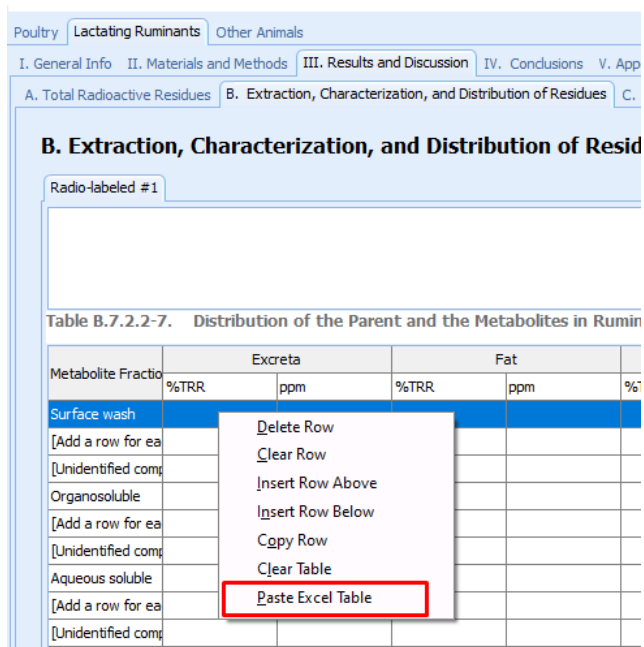 Poultry Lactating Ruminants Other Animals
I. General Info II. Materials and Methods III. Results and Discussion IV. Conclusions V. App
A. Total Radioactive Residues B. Extraction, Characterization, and Distribution of Residues C.
B. Extraction, Characterization, and Distribution of Resid
Radio-labeled #1
Table B.7.2.2-7. Distribution of the Parent and the Metabolites in Rumin
Metabolite Fractio Excreta Fat
%TRR ppm %TRR ppm %T
Surface wash
[Add a row for ea
[Unidentified comp
Organosoluble
[Add a row for ea
[Unidentified comp
Aqueous soluble
[Add a row for ea
[Unidentified comp
Delete Row
Clear Row
Insert Row Above
Insert Row Below
Copy Row
Clear Table
Paste Excel Table